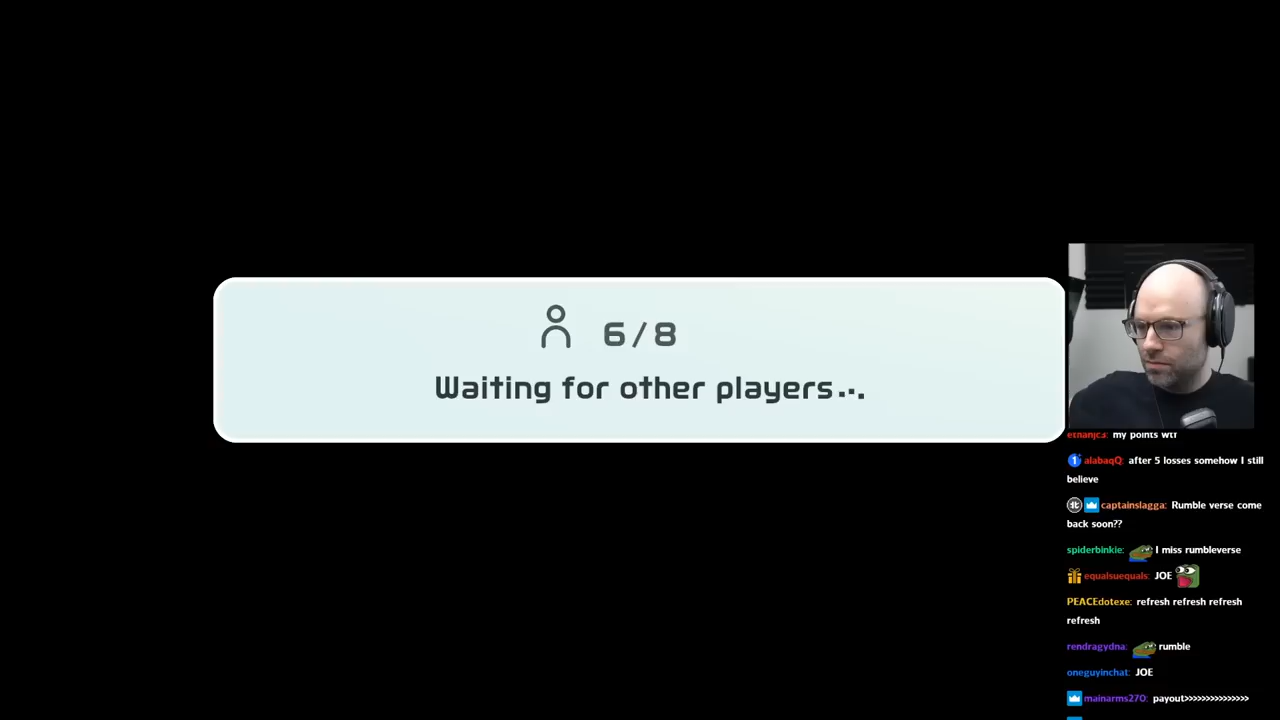 6/8
Waiting for other players...
ethanjc3: my points wtf
alabaqQ: after 5 losses somehow I still
believe
captainslagga: Rumble verse come
back soon??
spiderbinkie: I miss rumbleverse
equalsuequals: JOE
PEACEdotexe: refresh refresh refresh
refresh
rendragydna: rumble
oneguyinchat: JOE
mainarms270: payout>>>>>>>>>>>>>>>